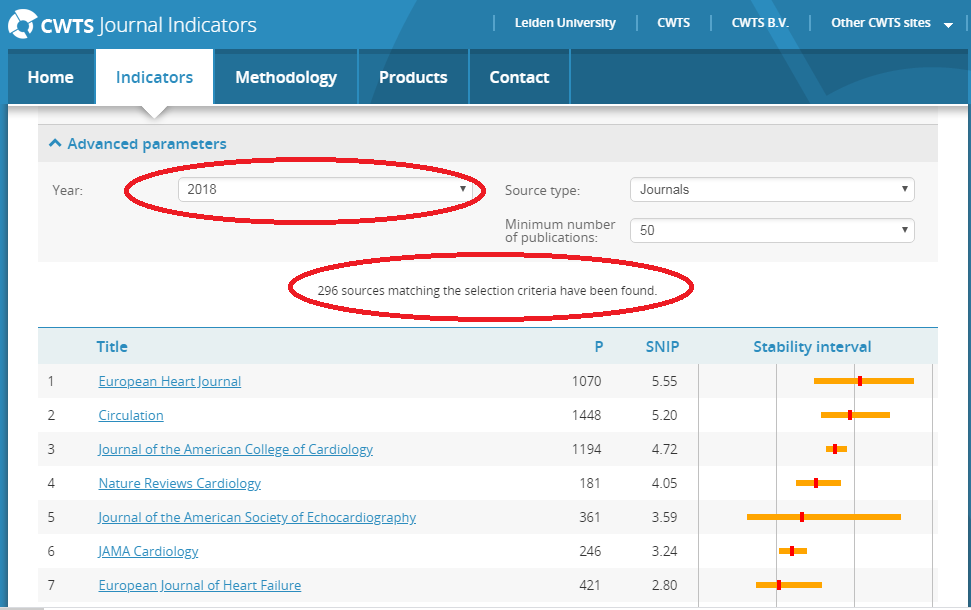 CWTS Journal Indicators
Leiden University CWTS CWTS B.V. Other CWTS sites
Home Indicators Methodology Products Contact
Advanced parameters
Year: 2018 Source type: Journals
Minimum number
of publications: 50
296 sources matching the selection criteria have been found.
Title P SNIP Stability interval
1 European Heart Journal 1070 5.55
2 Circulation 1448 5.20
3 Journal of the American College of Cardiology 1194 4.72
4 Nature Reviews Cardiology 181 4.05
5 Journal of the American Society of Echocardiography 361 3.59
6 JAMA Cardiology 246 3.24
7 European Journal of Heart Failure 421 2.80